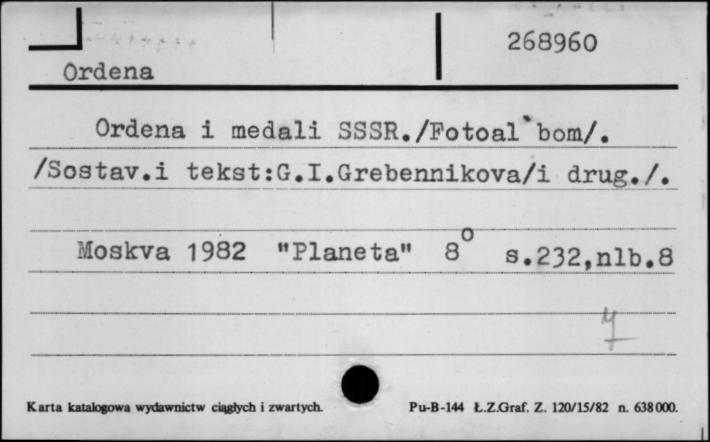 268960
Ordena
Ordena i medali SSSR./Fotoal`bom/.
/Sostav.i tekst:G.I.Grebennikova/i drug./.
Moskva 1982 "Planeta" 8° s.232,nlb.8
Karta katalogowa wydawnictw ciągłych i zwartych. Pu-B-144 Ł.Z.Graf. Z. 120/15/82 n. 638000.